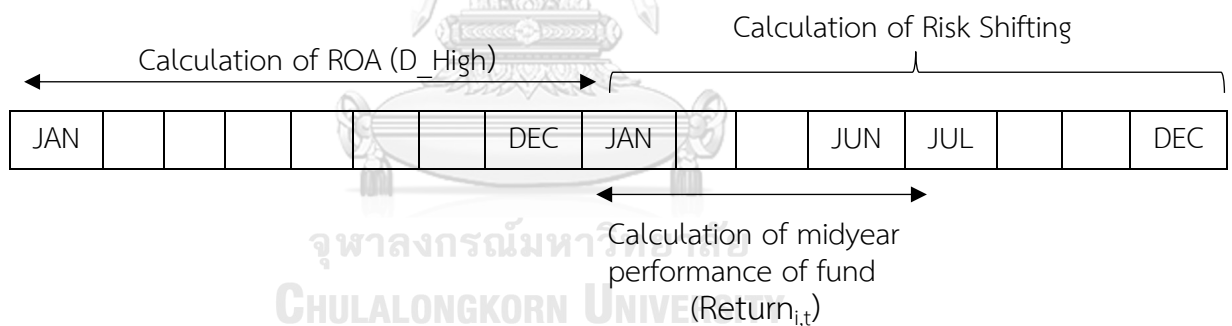 Calculation of Risk Shifting
Calculation of ROA (D_High)
JAN DEC JAN JUN JUL DEC
Calculation of midyear
performance of fund
(Return_{i,t})
จุฬาลงกรณ์มหาวิทยาลัย
CHULALONGKORN UNIVERSITY